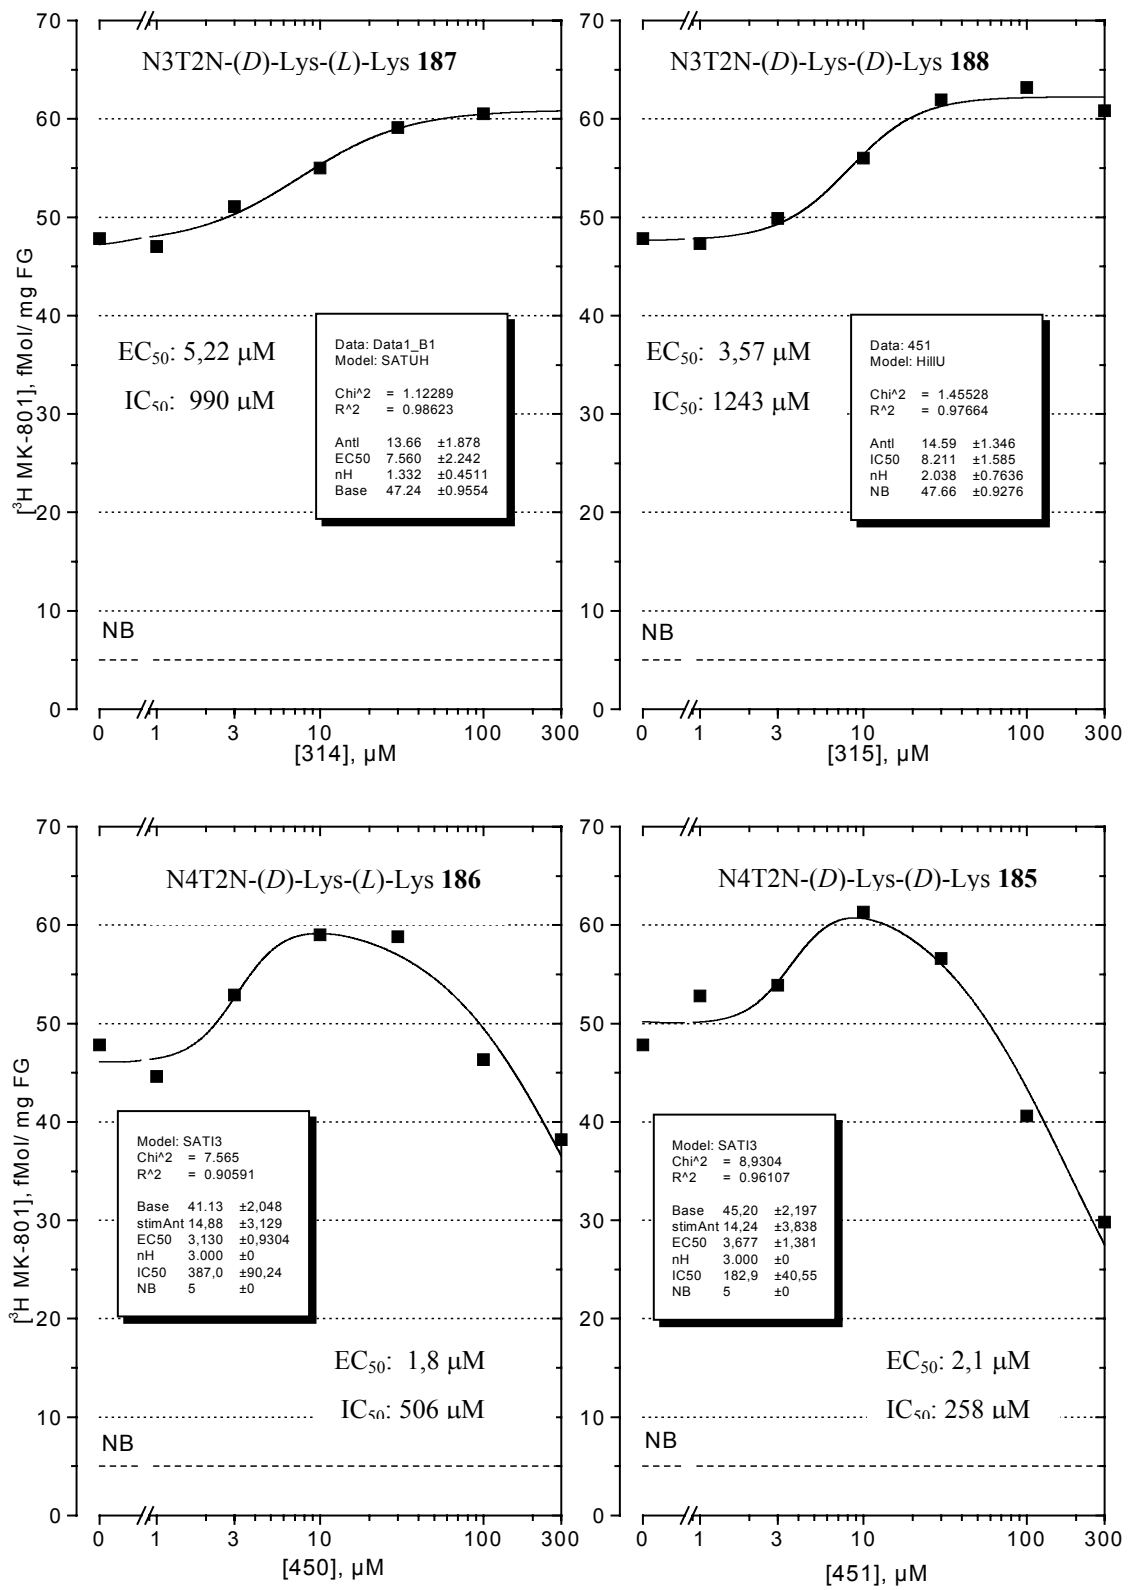 70
60
50
40
30
20
10
0
[³H MK-801], fMol/ mg FG
N3T2N-(D)-Lys-(L)-Lys 187
EC₅₀: 5,22 µM
IC₅₀: 990 µM
Data: Data1_B1
Model: SATUH
Chi^2 = 1.12289
R^2 = 0.98623
Antl 13.66 ±1.878
EC50 7.560 ±2.242
nH 1.332 ±0.4511
Base 47.24 ±0.9554
NB
0 1 3 10 100 300
[314], µM
70
60
50
40
30
20
10
0
N3T2N-(D)-Lys-(D)-Lys 188
EC₅₀: 3,57 µM
IC₅₀: 1243 µM
Data: 451
Model: HillU
Chi^2 = 1.45528
R^2 = 0.97664
Antl 14.59 ±1.346
IC50 8.211 ±1.585
nH 2.038 ±0.7636
NB 47.66 ±0.9276
NB
0 1 3 10 100 300
[315], µM
70
60
50
40
30
20
10
0
[³H MK-801], fMol/ mg FG
N4T2N-(D)-Lys-(L)-Lys 186
Model: SATI3
Chi^2 = 7.565
R^2 = 0.90591
Base 41.13 ±2,048
stimAnt 14,88 ±3,129
EC50 3,130 ±0,9304
nH 3.000 ±0
IC50 387,0 ±90,24
NB 5 ±0
EC₅₀: 1,8 µM
IC₅₀: 506 µM
NB
0 1 3 10 100 300
[450], µM
70
60
50
40
30
20
10
0
N4T2N-(D)-Lys-(D)-Lys 185
Model: SATI3
Chi^2 = 8,9304
R^2 = 0.96107
Base 45,20 ±2,197
stimAnt 14,24 ±3,838
EC50 3,677 ±1,381
nH 3.000 ±0
IC50 182,9 ±40,55
NB 5 ±0
EC₅₀: 2,1 µM
IC₅₀: 258 µM
NB
0 1 3 10 100 300
[451], µM